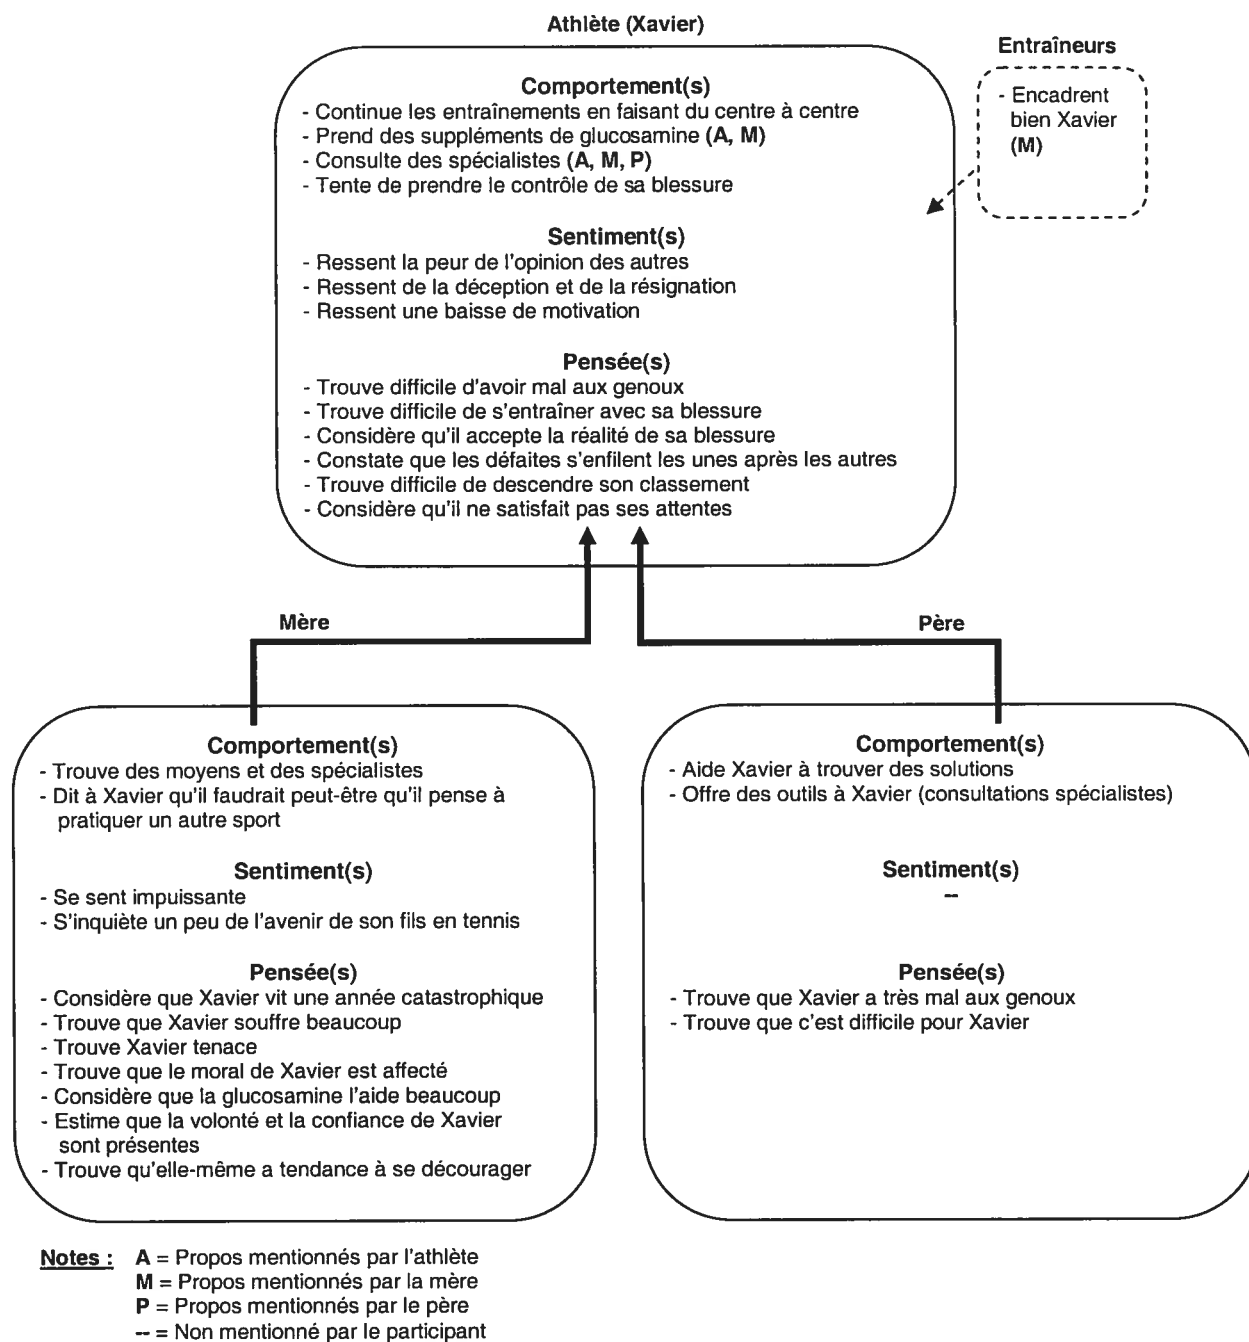 Athlète (Xavier)
Entraîneurs
- Encadrent
bien Xavier
(M)
Comportement(s)
- Continue les entraînements en faisant du centre à centre
- Prend des suppléments de glucosamine (A, M)
- Consulte des spécialistes (A, M, P)
- Tente de prendre le contrôle de sa blessure
Sentiment(s)
- Ressent la peur de l'opinion des autres
- Ressent de la déception et de la résignation
- Ressent une baisse de motivation
Pensée(s)
- Trouve difficile d'avoir mal aux genoux
- Trouve difficile de s'entraîner avec sa blessure
- Considère qu'il accepte la réalité de sa blessure
- Constate que les défaites s'enfilent les unes après les autres
- Trouve difficile de descendre son classement
- Considère qu'il ne satisfait pas ses attentes
Mère
Comportement(s)
- Trouve des moyens et des spécialistes
- Dit à Xavier qu'il faudrait peut-être qu'il pense à
pratiquer un autre sport
Sentiment(s)
- Se sent impuissante
- S'inquiète un peu de l'avenir de son fils en tennis
Pensée(s)
- Considère que Xavier vit une année catastrophique
- Trouve que Xavier souffre beaucoup
- Trouve Xavier tenace
- Trouve que le moral de Xavier est affecté
- Considère que la glucosamine l'aide beaucoup
- Estime que la volonté et la confiance de Xavier
sont présentes
- Trouve qu'elle-même a tendance à se décourager
Père
Comportement(s)
- Aide Xavier à trouver des solutions
- Offre des outils à Xavier (consultations spécialistes)
Sentiment(s)
--
Pensée(s)
- Trouve que Xavier a très mal aux genoux
- Trouve que c'est difficile pour Xavier
Notes : A = Propos mentionnés par l'athlète
M = Propos mentionnés par la mère
P = Propos mentionnés par le père
-- = Non mentionné par le participant